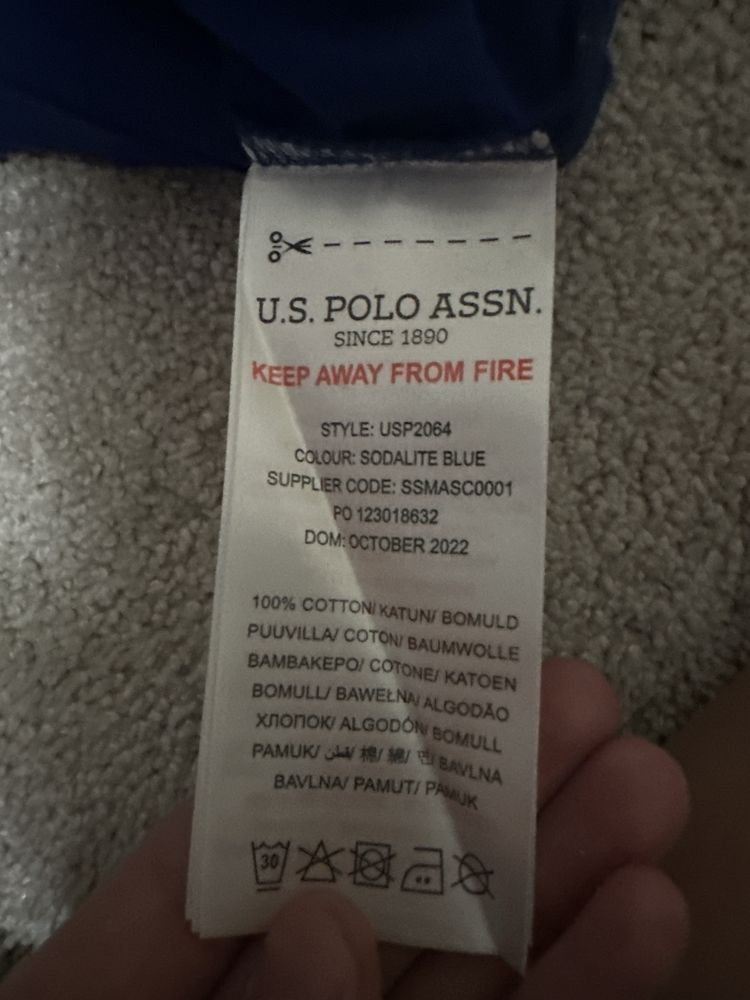 U.S. POLO ASSN.
SINCE 1890
KEEP AWAY FROM FIRE
STYLE: USP2064
COLOUR: SODALITE BLUE
SUPPLIER CODE: SSMASC0001
PO 123018632
DOM: OCTOBER 2022
100% COTTON/ KATUN/ BOMULD
PUUVILLA/ COTON/ BAUMWOLLE
BAMBAKEPO/ COTONE/ KATOEN
BOMULL/ BAWEŁNA/ ALGODÃO
ХЛОПОК/ ALGODÓN/ BOMULL
PAMUK/ قطن/ 棉/ 綿/ 면/ BAVLNA
BAVLNA/ PAMUT/ PAMUK
30